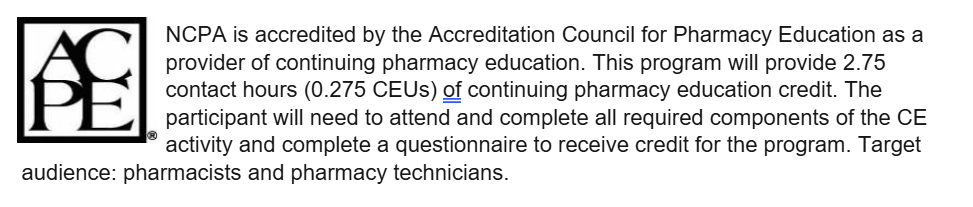 AC
PE
®
NCPA is accredited by the Accreditation Council for Pharmacy Education as a
provider of continuing pharmacy education. This program will provide 2.75
contact hours (0.275 CEUs) of continuing pharmacy education credit. The
participant will need to attend and complete all required components of the CE
activity and complete a questionnaire to receive credit for the program. Target
audience: pharmacists and pharmacy technicians.